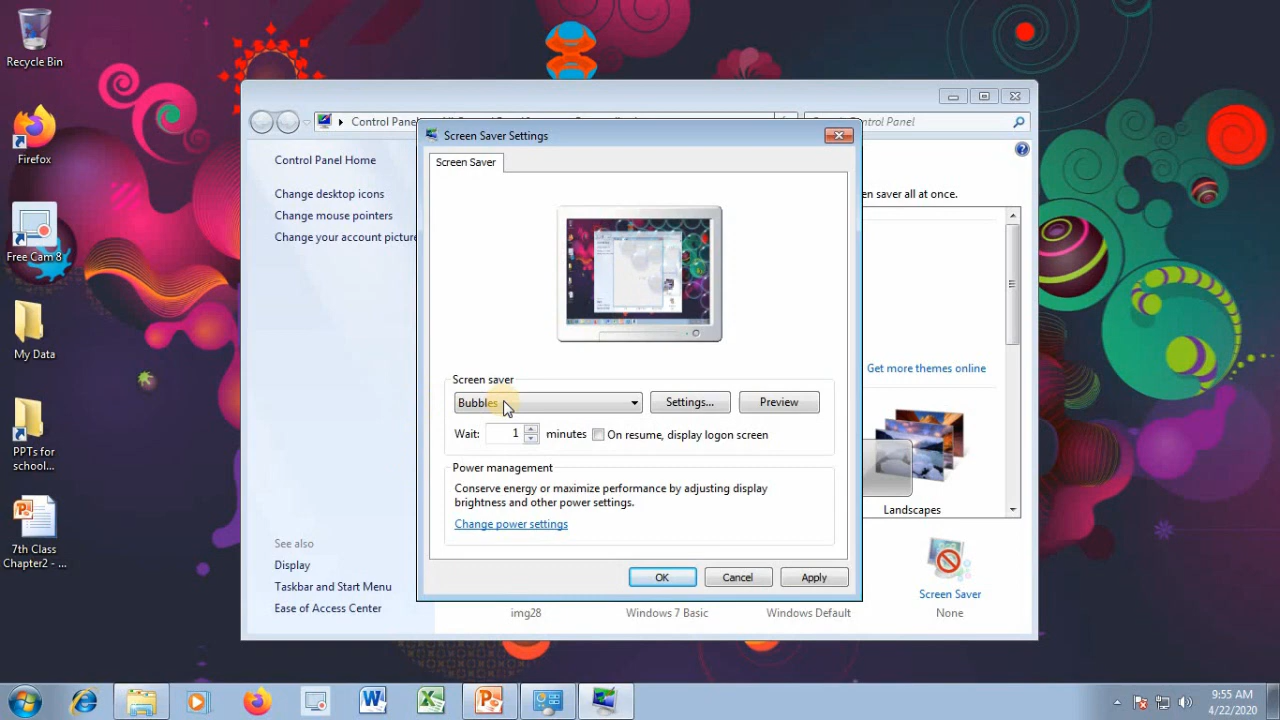 Recycle Bin
Firefox
Free Cam 8
My Data
PPTs for
school...
7th Class
Chapter2 - ...
Control Panel
Control Panel
Control Panel Home
Change desktop icons
Change mouse pointers
Change your account picture
See also
Display
Taskbar and Start Menu
Ease of Access Center
Screen Saver Settings
Screen Saver
Screen saver
Bubbles
Settings...
Preview
Wait:
1
minutes
On resume, display logon screen
Power management
Conserve energy or maximize performance by adjusting display
brightness and other power settings.
Change power settings
OK
Cancel
Apply
en saver all at once.
Get more themes online
Landscapes
img28
Windows 7 Basic
Windows Default
Screen Saver
None
9:55 AM
4/22/2020